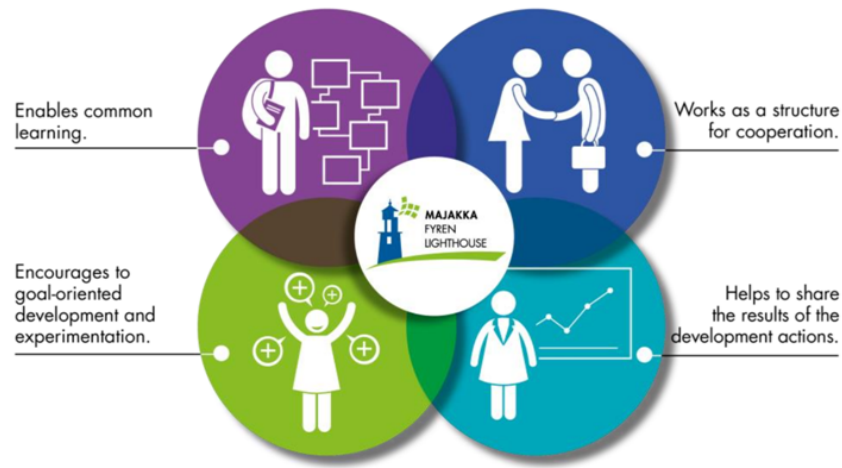 Enables common
learning.
Works as a structure
for cooperation.
MAJAKKA
FYREN
LIGHTHOUSE
Encourages to
goal-oriented
development and
experimentation.
Helps to share
the results of the
development actions.